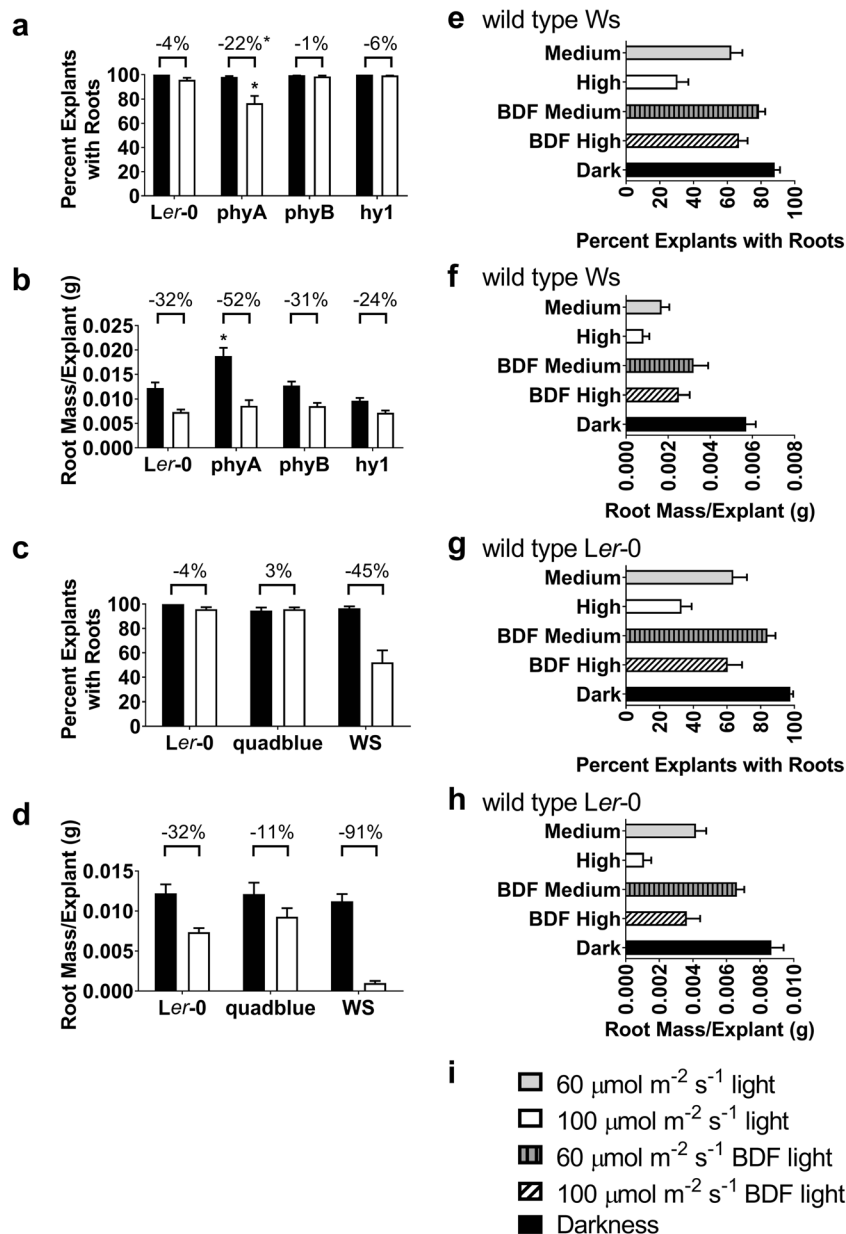 a
-4% -22%* -1% -6%
*
100
80
60
40
20
0
Percent Explants
with Roots
Ler-0 phyA phyB hy1
b
-32% -52% -31% -24%
*
0.025
0.020
0.015
0.010
0.005
0.000
Root Mass/Explant (g)
Ler-0 phyA phyB hy1
c
-4% 3% -45%
100
80
60
40
20
0
Percent Explants
with Roots
Ler-0 quadblue WS
d
-32% -11% -91%
0.015
0.010
0.005
0.000
Root Mass/Explant (g)
Ler-0 quadblue WS
e wild type Ws
Medium
High
BDF Medium
BDF High
Dark
0 20 40 60 80 100
Percent Explants with Roots
f wild type Ws
Medium
High
BDF Medium
BDF High
Dark
0.000 0.002 0.004 0.006 0.008
Root Mass/Explant (g)
g wild type Ler-0
Medium
High
BDF Medium
BDF High
Dark
0 20 40 60 80 100
Percent Explants with Roots
h wild type Ler-0
Medium
High
BDF Medium
BDF High
Dark
0.000 0.002 0.004 0.006 0.008 0.010
Root Mass/Explant (g)
i
60 μmol m⁻² s⁻¹ light
100 μmol m⁻² s⁻¹ light
60 μmol m⁻² s⁻¹ BDF light
100 μmol m⁻² s⁻¹ BDF light
Darkness